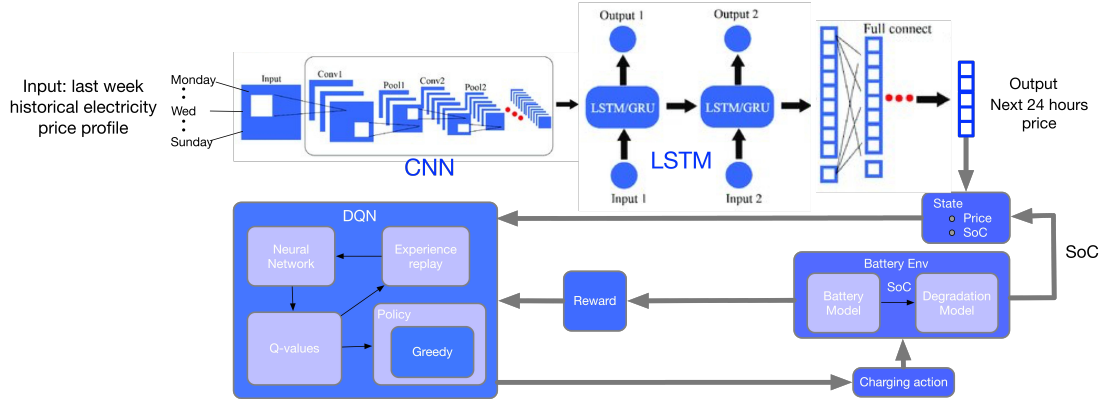 Input: last week
historical electricity
price profile
Monday
Wed
Sunday
Input
Conv1
Pool1
Conv2
Pool2
CNN
Output 1
Output 2
LSTM/GRU
LSTM/GRU
LSTM
Input 1
Input 2
Full connect
Output
Next 24 hours
price
State
Price
SoC
SoC
DQN
Neural
Network
Experience
replay
Q-values
Policy
Greedy
Reward
Battery Env
Battery
Model
SoC
Degradation
Model
Charging action